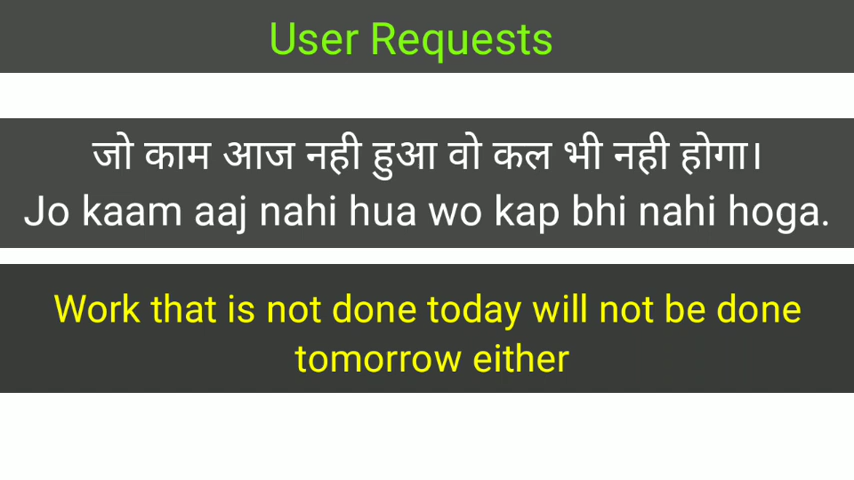 User Requests
जो काम आज नही हुआ वो कल भी नही होगा।
Jo kaam aaj nahi hua wo kap bhi nahi hoga.
Work that is not done today will not be done
tomorrow either